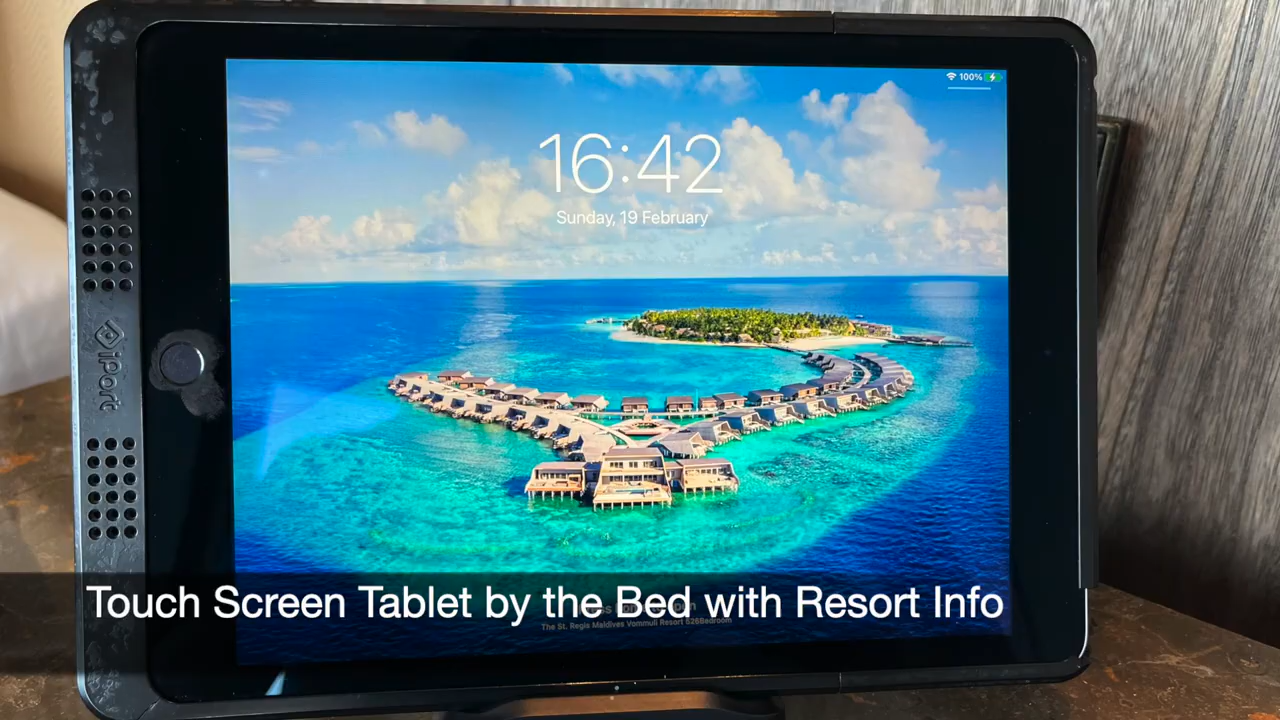 100%
16:42
Sunday, 19 February
iPort
Touch Screen Tablet by the Bed with Resort Info
The St. Regis Maldives Vommuli Resort 526Bedroom